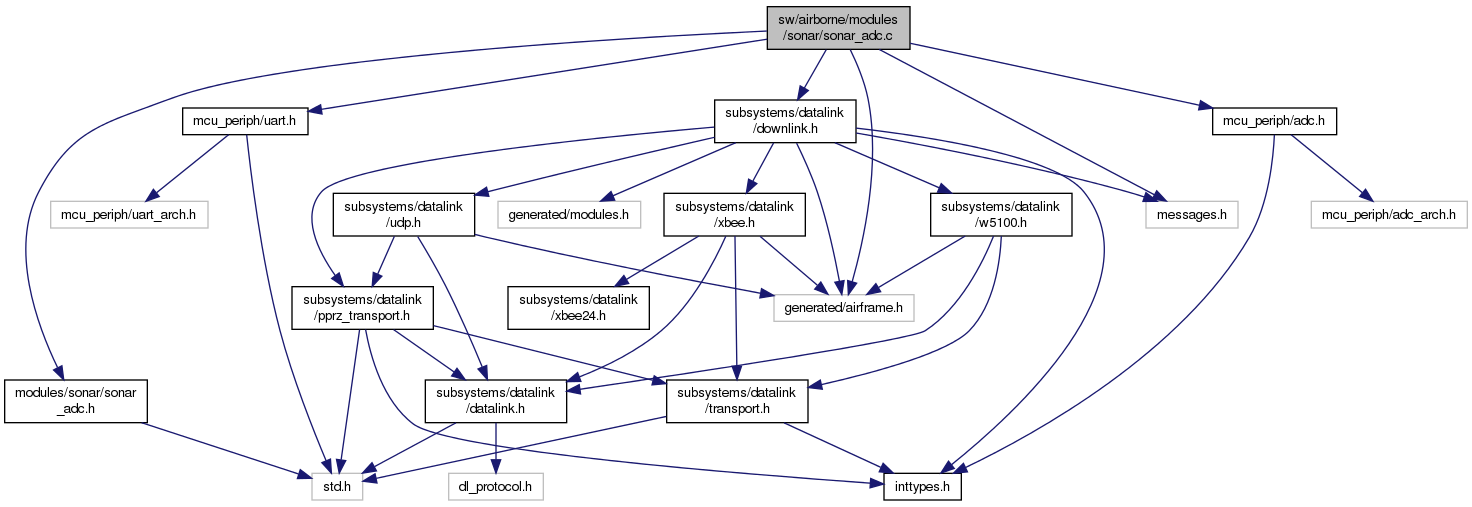 sw/airborne/modules
/sonar/sonar_adc.c
mcu_periph/uart.h
subsystems/datalink
/downlink.h
mcu_periph/adc.h
mcu_periph/uart_arch.h
subsystems/datalink
/udp.h
generated/modules.h
subsystems/datalink
/xbee.h
subsystems/datalink
/w5100.h
messages.h
mcu_periph/adc_arch.h
subsystems/datalink
/pprz_transport.h
subsystems/datalink
/xbee24.h
generated/airframe.h
modules/sonar/sonar
_adc.h
subsystems/datalink
/datalink.h
subsystems/datalink
/transport.h
std.h
dl_protocol.h
inttypes.h